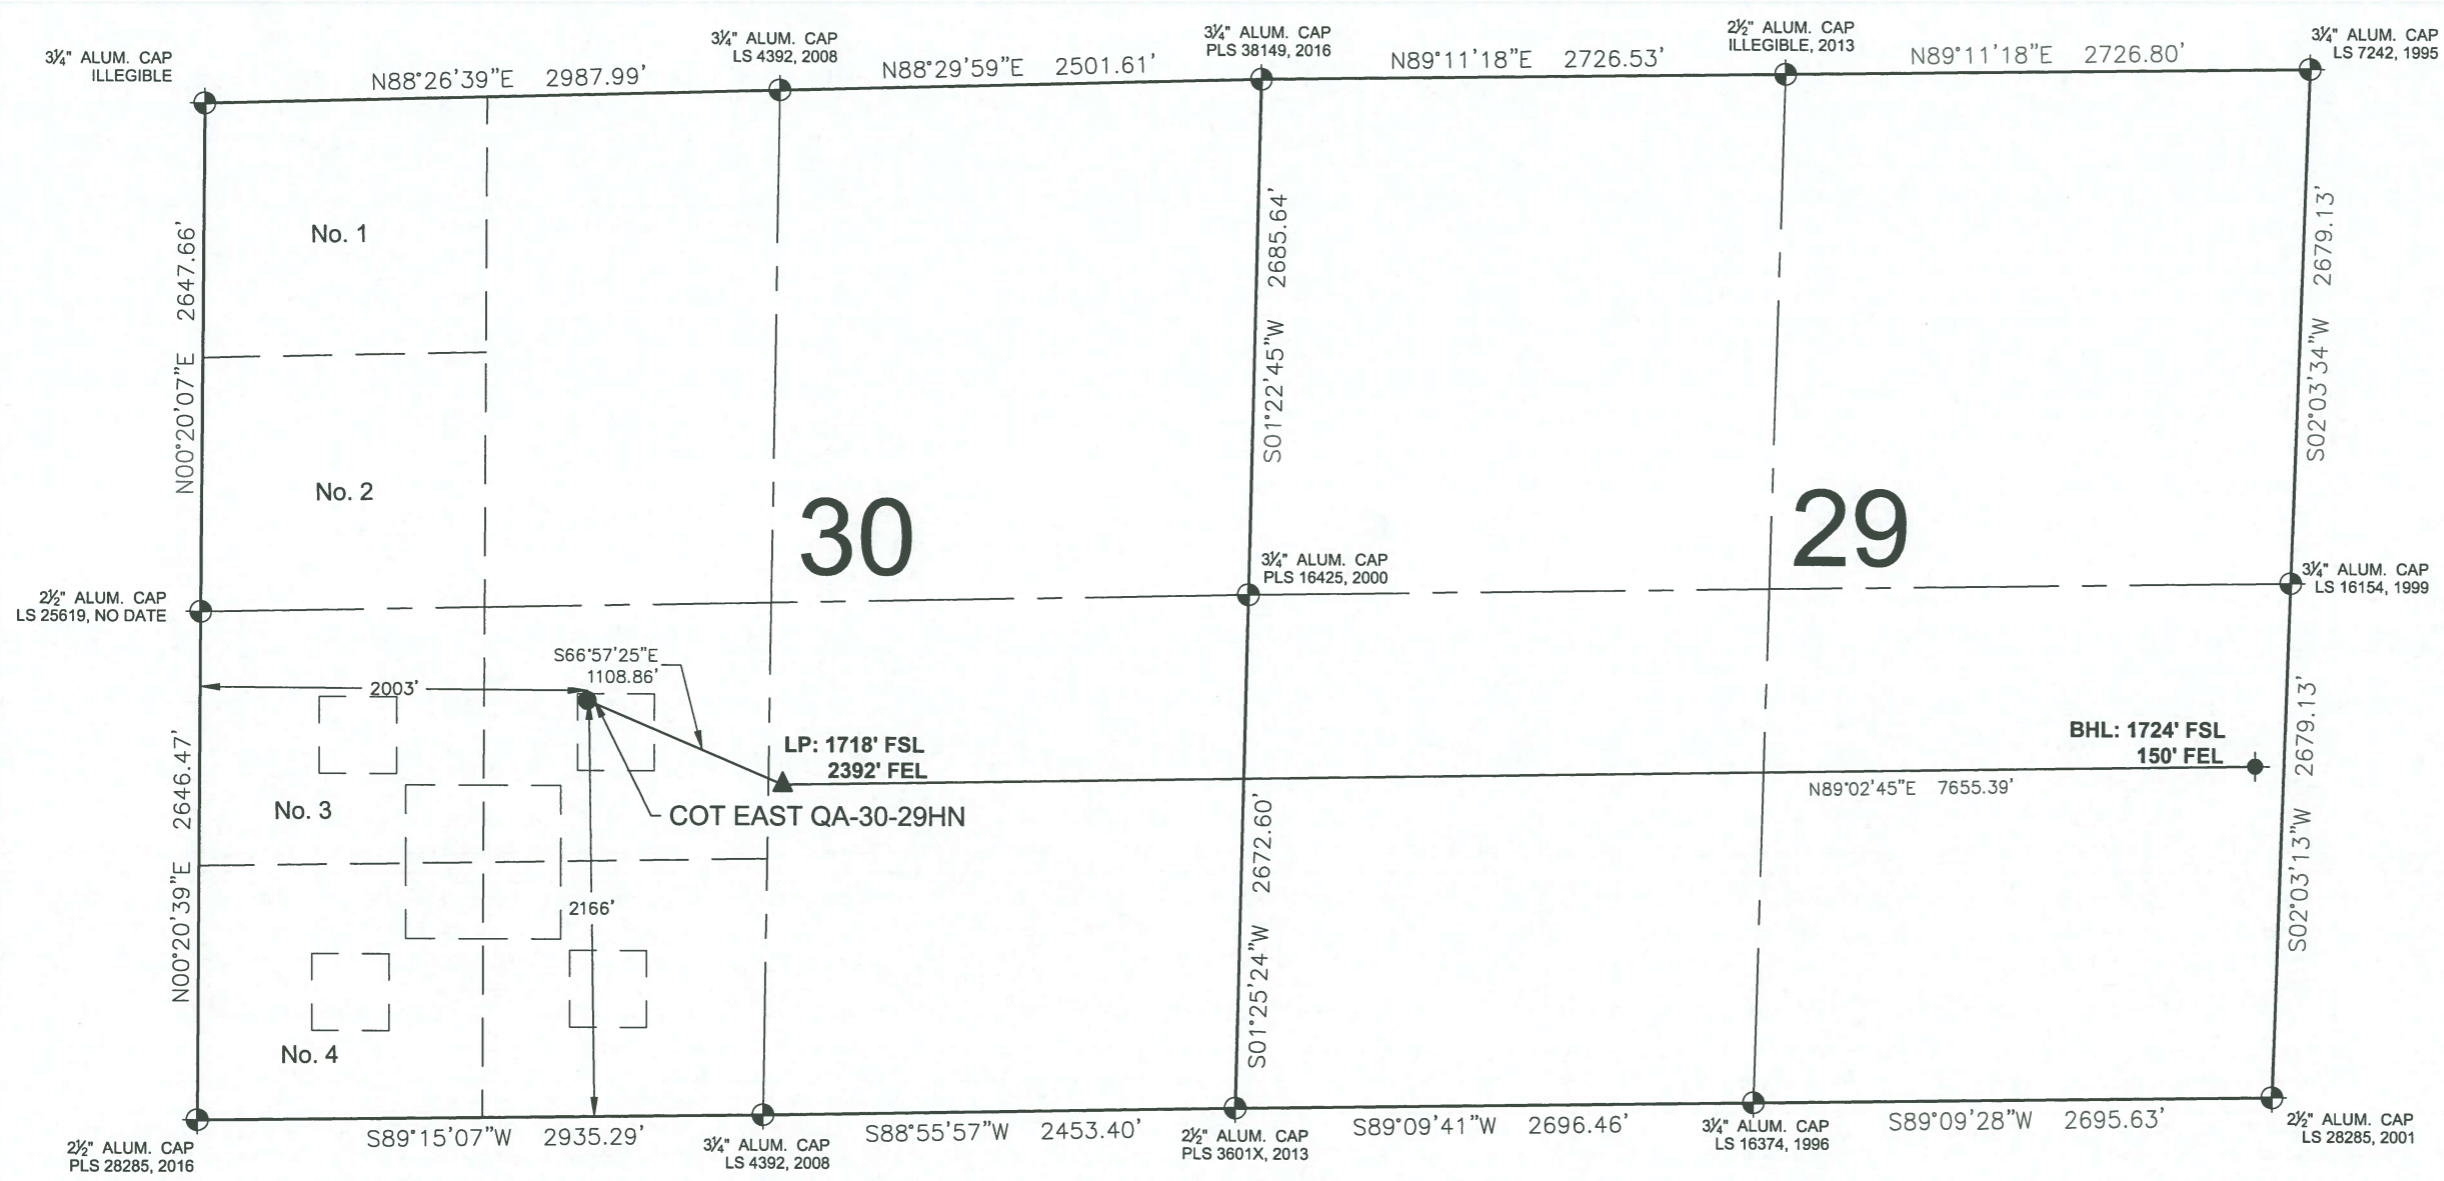 3¼" ALUM. CAP
ILLEGIBLE
N88°26'39"E 2987.99'
3¼" ALUM. CAP
LS 4392, 2008
N88°29'59"E 2501.61'
3¼" ALUM. CAP
PLS 38149, 2016
N89°11'18"E 2726.53'
2½" ALUM. CAP
ILLEGIBLE, 2013
N89°11'18"E 2726.80'
3¼" ALUM. CAP
LS 7242, 1995
No. 1
N00°20'07"E 2647.66'
S01°22'45"W 2685.64'
S02°03'34"W 2679.13'
No. 2
30
29
2½" ALUM. CAP
LS 25619, NO DATE
3¼" ALUM. CAP
PLS 16425, 2000
3¼" ALUM. CAP
LS 16154, 1999
S66°57'25"E
1108.86'
2003'
LP: 1718' FSL
2392' FEL
BHL: 1724' FSL
150' FEL
N89°02'45"E 7655.39'
COT EAST QA-30-29HN
No. 3
N00°20'39"E 2646.47'
2166'
S01°25'24"W 2672.60'
S02°03'13"W 2679.13'
No. 4
2½" ALUM. CAP
PLS 28285, 2016
S89°15'07"W 2935.29'
3¼" ALUM. CAP
LS 4392, 2008
S88°55'57"W 2453.40'
2½" ALUM. CAP
PLS 3601X, 2013
S89°09'41"W 2696.46'
3¼" ALUM. CAP
LS 16374, 1996
S89°09'28"W 2695.63'
2½" ALUM. CAP
LS 28285, 2001